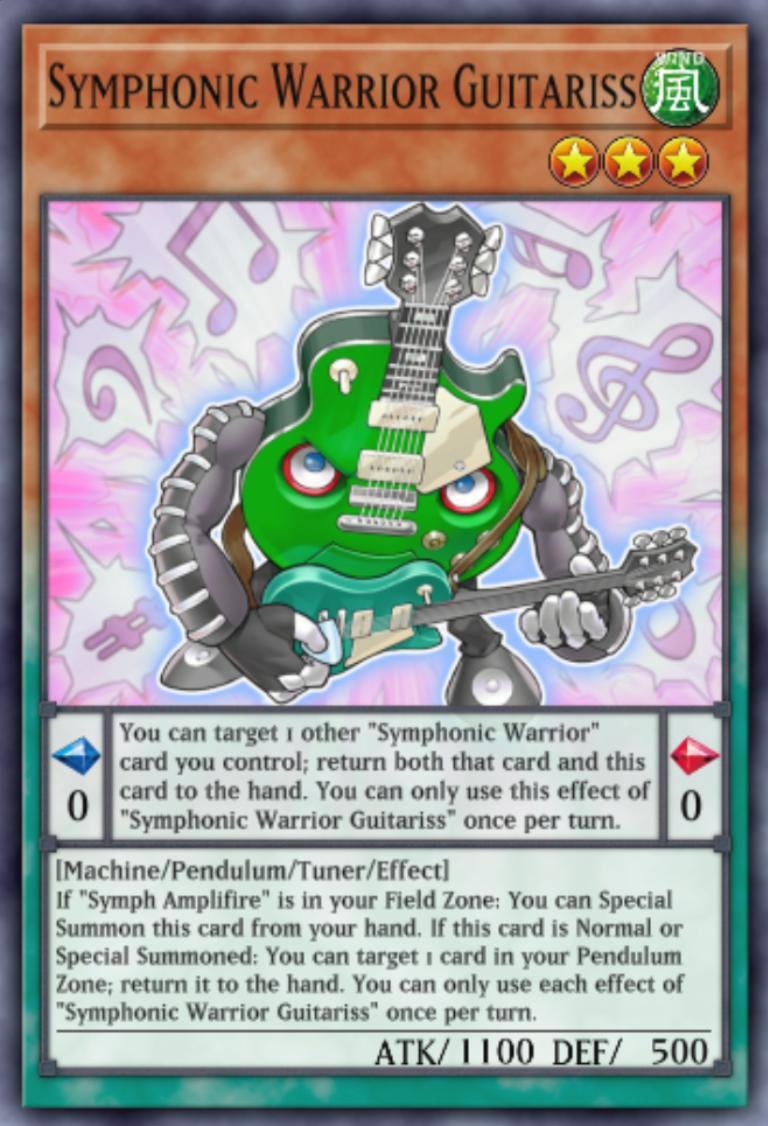 SYMPHONIC WARRIOR GUITARISS
WIND
風
You can target 1 other "Symphonic Warrior"
card you control; return both that card and this
card to the hand. You can only use this effect of
"Symphonic Warrior Guitariss" once per turn.
0
0
[Machine/Pendulum/Tuner/Effect]
If "Symph Amplifire" is in your Field Zone: You can Special
Summon this card from your hand. If this card is Normal or
Special Summoned: You can target 1 card in your Pendulum
Zone; return it to the hand. You can only use each effect of
"Symphonic Warrior Guitariss" once per turn.
ATK/ 1100 DEF/ 500